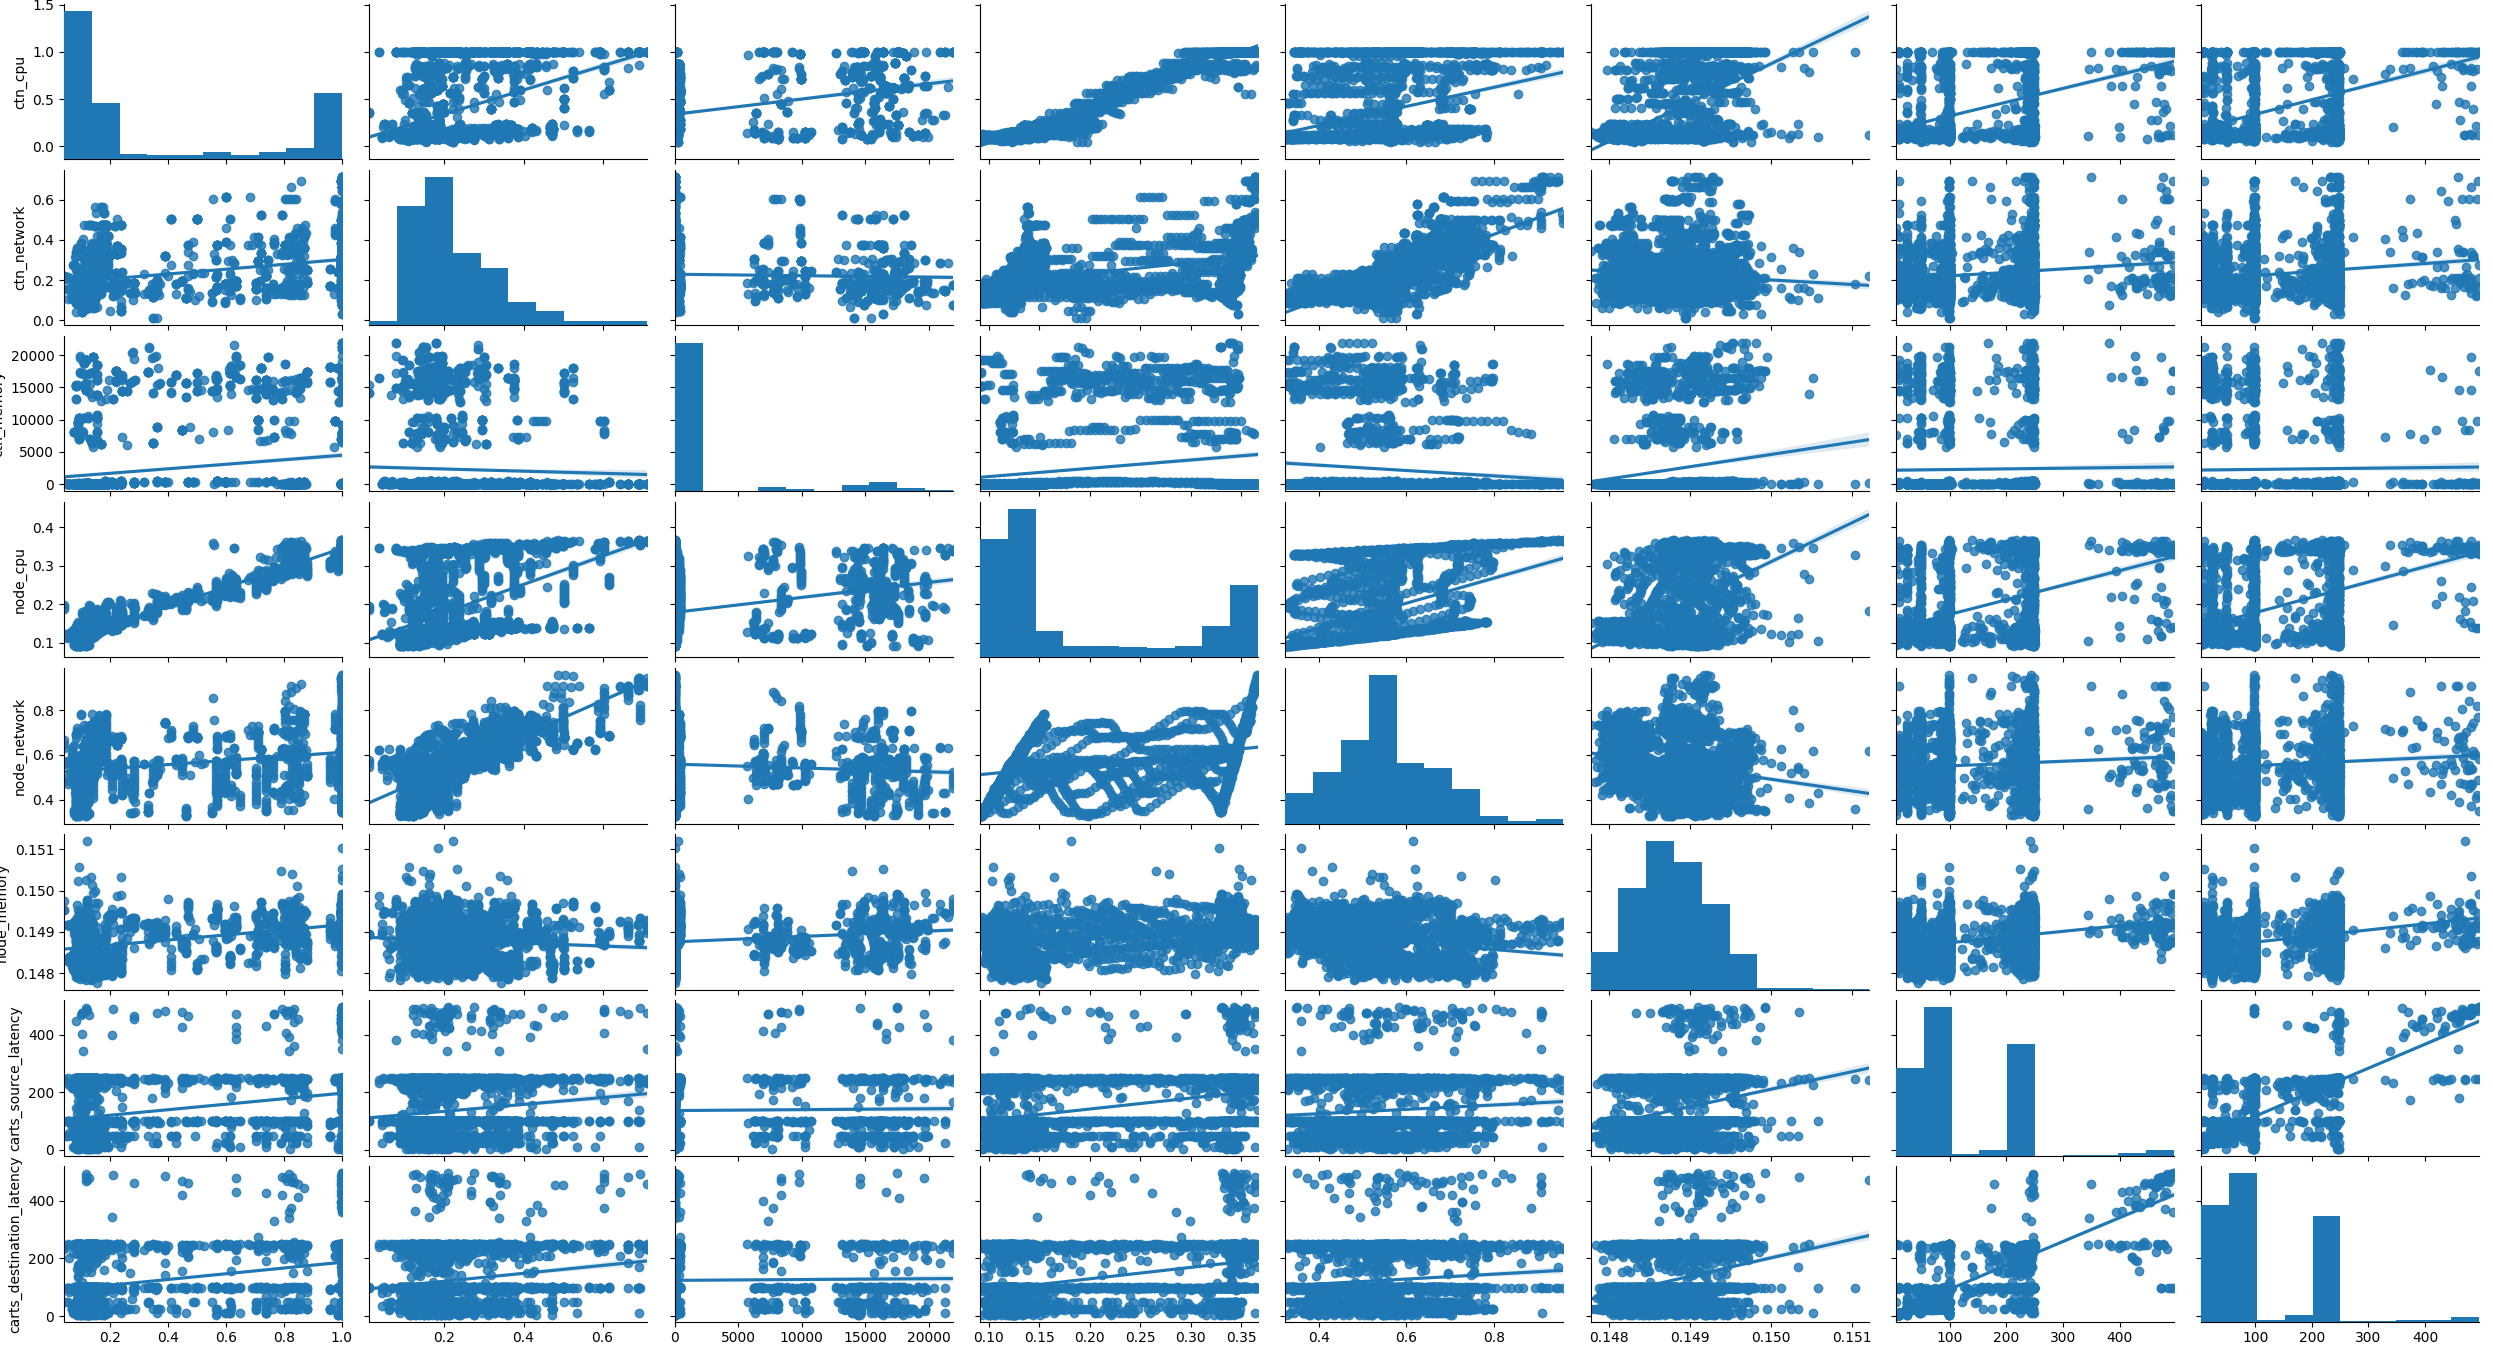 1.5
1.0
0.5
0.0
ctn_cpu
0.6
0.4
0.2
0.0
ctn_network
20000
15000
10000
5000
0
ctn_memory
0.4
0.3
0.2
0.1
node_cpu
0.8
0.6
0.4
node_network
0.151
0.150
0.149
0.148
node_memory
400
200
0
carts_source_latency
400
200
0
carts_destination_latency
0.2 0.4 0.6 0.8 1.0
0.2 0.4 0.6
0 5000 10000 15000 20000
0.10 0.15 0.20 0.25 0.30 0.35
0.4 0.6 0.8
0.148 0.149 0.150 0.151
100 200 300 400
100 200 300 400